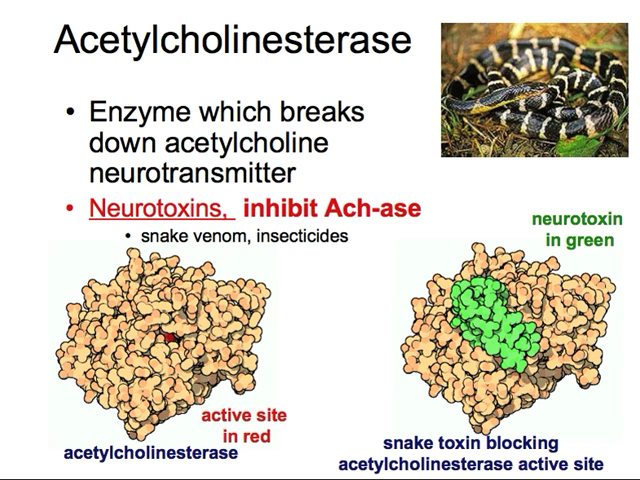 Acetylcholinesterase
• Enzyme which breaks
down acetylcholine
neurotransmitter
• Neurotoxins, inhibit Ach-ase
• snake venom, insecticides
neurotoxin
in green
active site
in red
acetylcholinesterase
snake toxin blocking
acetylcholinesterase active site